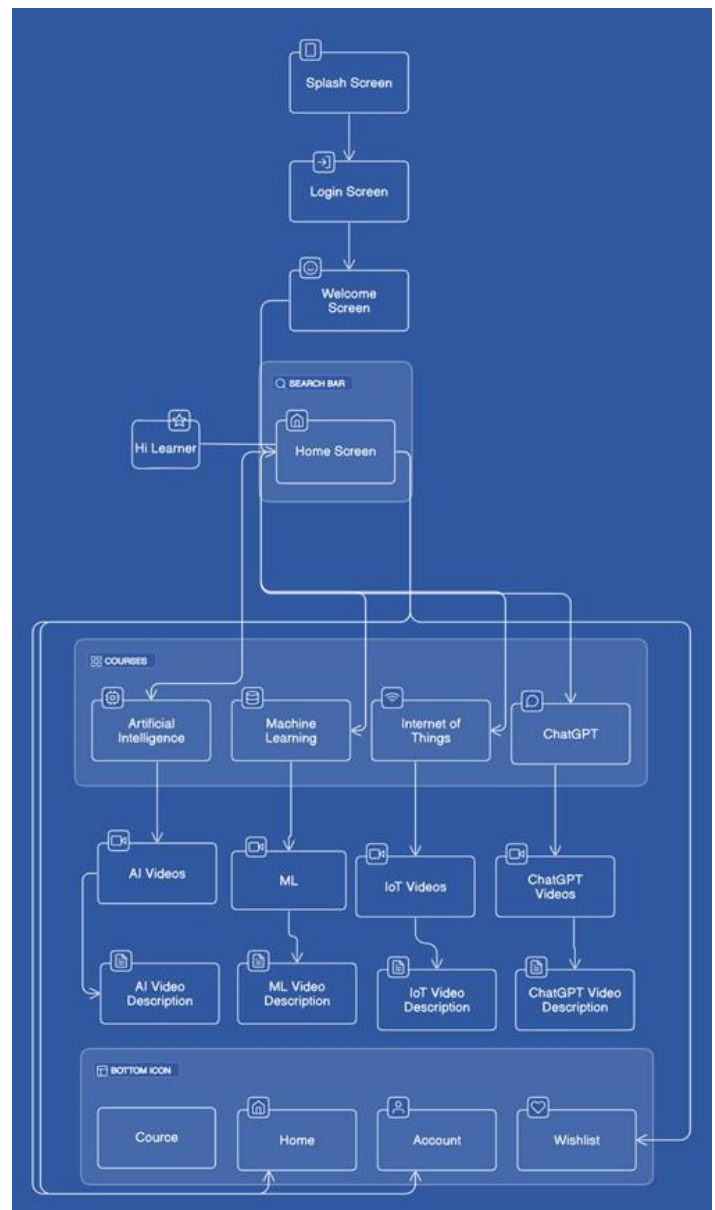 Splash Screen
Login Screen
Welcome
Screen
SEARCH BAR
Hi Learner
Home Screen
COURSES
Artificial
Intelligence
Machine
Learning
Internet of
Things
ChatGPT
AI Videos
ML
IoT Videos
ChatGPT
Videos
AI Video
Description
ML Video
Description
IoT Video
Description
ChatGPT Video
Description
BOTTOM ICON
Cource
Home
Account
Wishlist